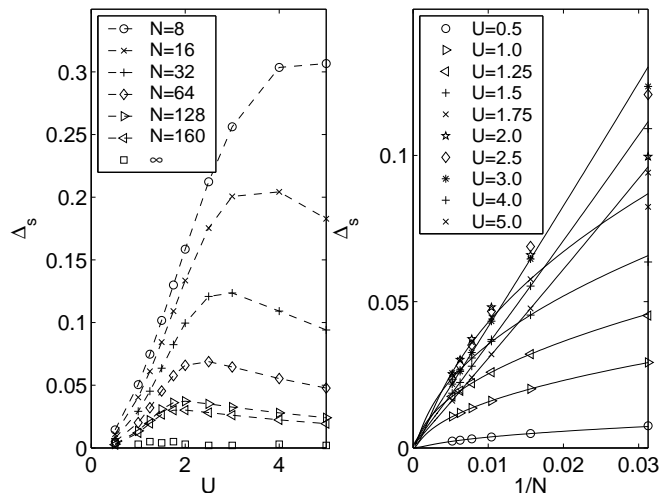 N=8
N=16
N=32
N=64
N=128
N=160
∞
0.3
0.25
0.2
0.15
0.1
0.05
0
0
2
4
U
Δs
U=0.5
U=1.0
U=1.25
U=1.5
U=1.75
U=2.0
U=2.5
U=3.0
U=4.0
U=5.0
0.1
0.05
0
0
0.01
0.02
0.03
1/N
Δs